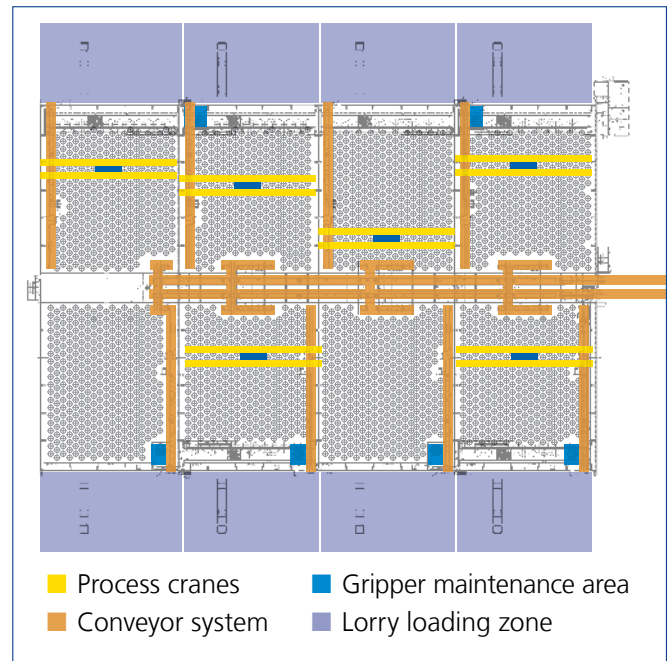 Process cranes
Gripper maintenance area
Conveyor system
Lorry loading zone